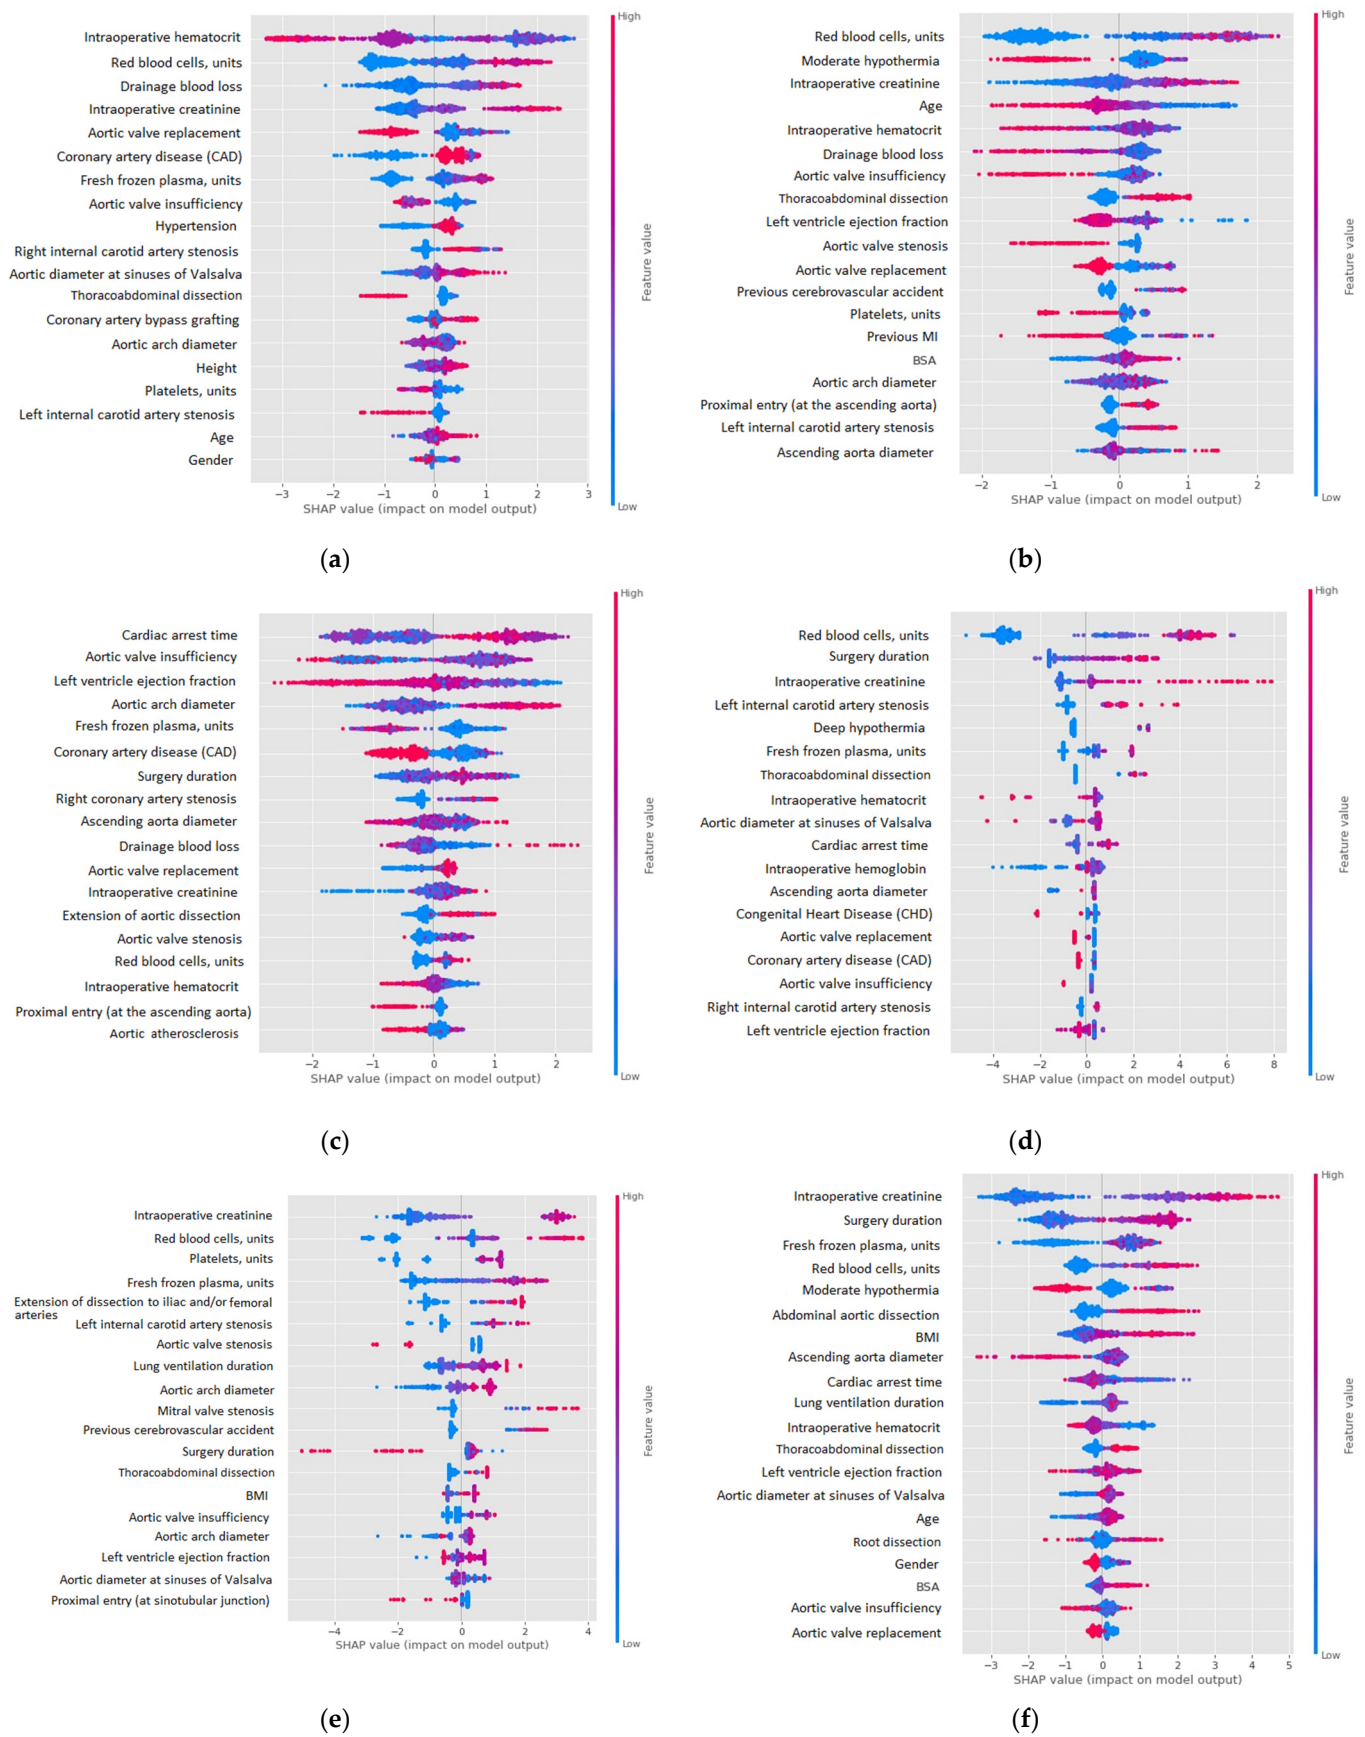 High
Intraoperative hematocrit
Red blood cells, units
Drainage blood loss
Intraoperative creatinine
Aortic valve replacement
Coronary artery disease (CAD)
Fresh frozen plasma, units
Aortic valve insufficiency
Hypertension
Right internal carotid artery stenosis
Aortic diameter at sinuses of Valsalva
Thoracoabdominal dissection
Coronary artery bypass grafting
Aortic arch diameter
Height
Platelets, units
Left internal carotid artery stenosis
Age
Gender
Feature value
Low
−3 −2 −1 0 1 2 3
SHAP value (impact on model output)
(a)
High
Red blood cells, units
Moderate hypothermia
Intraoperative creatinine
Age
Intraoperative hematocrit
Drainage blood loss
Aortic valve insufficiency
Thoracoabdominal dissection
Left ventricle ejection fraction
Aortic valve stenosis
Aortic valve replacement
Previous cerebrovascular accident
Platelets, units
Previous MI
BSA
Aortic arch diameter
Proximal entry (at the ascending aorta)
Left internal carotid artery stenosis
Ascending aorta diameter
Feature value
Low
−2 −1 0 1 2
SHAP value (impact on model output)
(b)
High
Cardiac arrest time
Aortic valve insufficiency
Left ventricle ejection fraction
Aortic arch diameter
Fresh frozen plasma, units
Coronary artery disease (CAD)
Surgery duration
Right coronary artery stenosis
Ascending aorta diameter
Drainage blood loss
Aortic valve replacement
Intraoperative creatinine
Extension of aortic dissection
Aortic valve stenosis
Red blood cells, units
Intraoperative hematocrit
Proximal entry (at the ascending aorta)
Aortic atherosclerosis
Feature value
Low
−2 −1 0 1 2
SHAP value (impact on model output)
(c)
High
Red blood cells, units
Surgery duration
Intraoperative creatinine
Left internal carotid artery stenosis
Deep hypothermia
Fresh frozen plasma, units
Thoracoabdominal dissection
Intraoperative hematocrit
Aortic diameter at sinuses of Valsalva
Cardiac arrest time
Intraoperative hemoglobin
Ascending aorta diameter
Congenital Heart Disease (CHD)
Aortic valve replacement
Coronary artery disease (CAD)
Aortic valve insufficiency
Right internal carotid artery stenosis
Left ventricle ejection fraction
Feature value
Low
−4 −2 0 2 4 6 8
SHAP value (impact on model output)
(d)
High
Intraoperative creatinine
Red blood cells, units
Platelets, units
Fresh frozen plasma, units
Extension of dissection to iliac and/or femoral
arteries
Left internal carotid artery stenosis
Aortic valve stenosis
Lung ventilation duration
Aortic arch diameter
Mitral valve stenosis
Previous cerebrovascular accident
Surgery duration
Thoracoabdominal dissection
BMI
Aortic valve insufficiency
Aortic arch diameter
Left ventricle ejection fraction
Aortic diameter at sinuses of Valsalva
Proximal entry (at sinotubular junction)
Feature value
Low
−4 −2 0 2 4
SHAP value (impact on model output)
(e)
High
Intraoperative creatinine
Surgery duration
Fresh frozen plasma, units
Red blood cells, units
Moderate hypothermia
Abdominal aortic dissection
BMI
Ascending aorta diameter
Cardiac arrest time
Lung ventilation duration
Intraoperative hematocrit
Thoracoabdominal dissection
Left ventricle ejection fraction
Aortic diameter at sinuses of Valsalva
Age
Root dissection
Gender
BSA
Aortic valve insufficiency
Aortic valve replacement
Feature value
Low
−3 −2 −1 0 1 2 3 4 5
SHAP value (impact on model output)
(f)